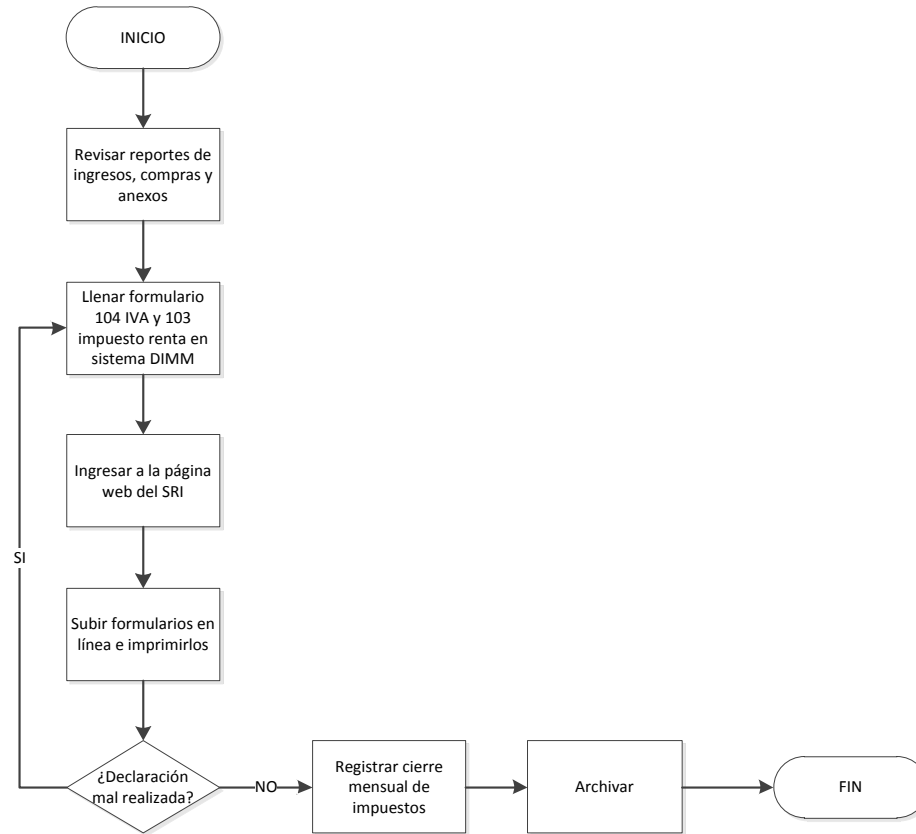 INICIO
Revisar reportes de
ingresos, compras y
anexos
Llenar formulario
104 IVA y 103
impuesto renta en
sistema DIMM
Ingresar a la página
web del SRI
SI
Subir formularios en
línea e imprimirlos
¿Declaración
mal realizada?
NO
Registrar cierre
mensual de
impuestos
Archivar
FIN